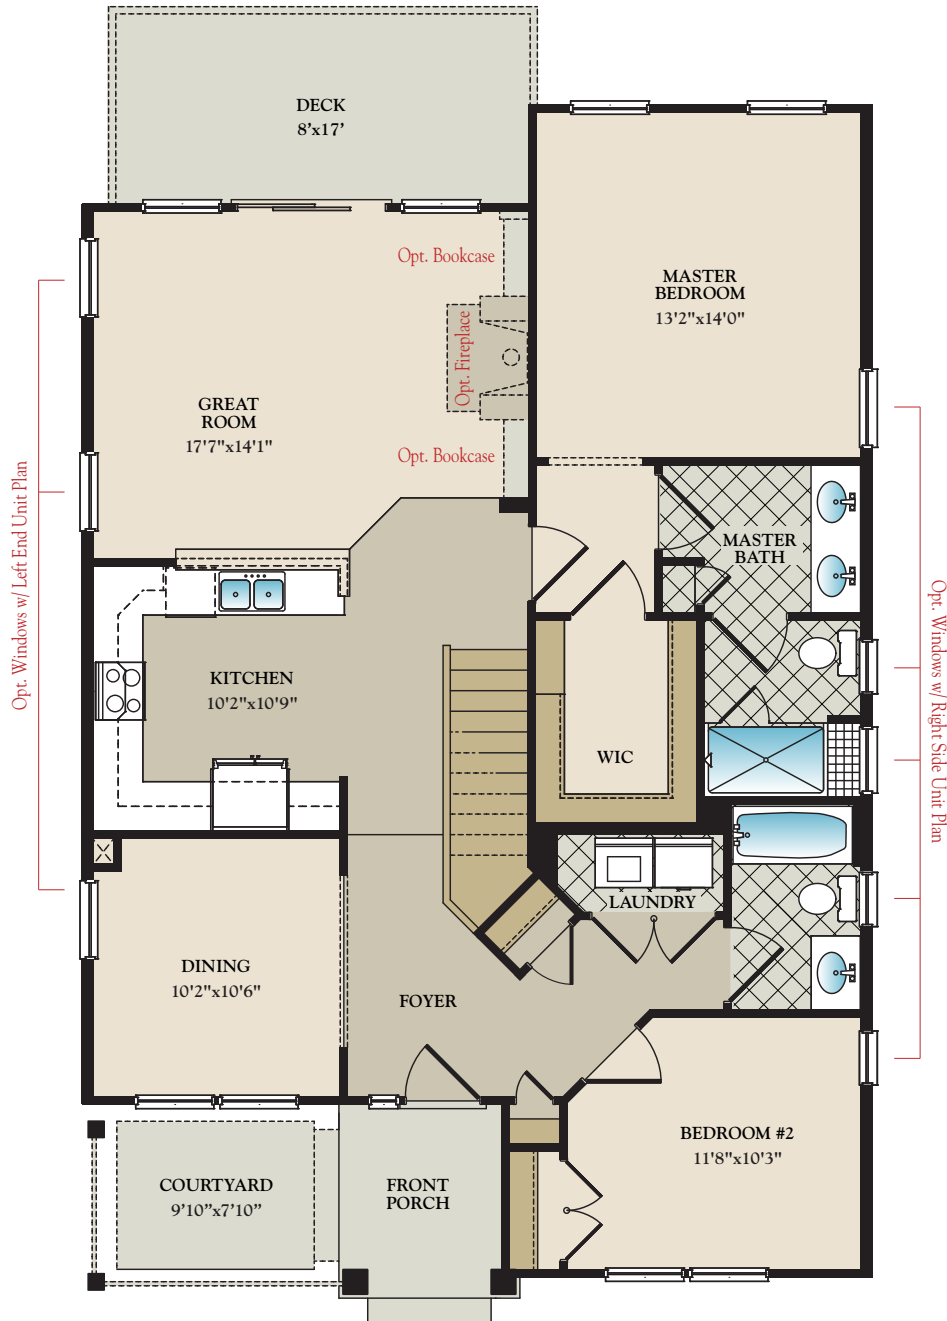 DECK
8’x17’
Opt. Bookcase
MASTER
BEDROOM
13'2"x14'0"
Opt. Fireplace
GREAT
ROOM
17'7"x14'1"
Opt. Bookcase
Opt. Windows w/ Left End Unit Plan
MASTER
BATH
Opt. Windows w/ Right Side Unit Plan
KITCHEN
10'2"x10'9"
WIC
LAUNDRY
DINING
10'2"x10'6"
FOYER
BEDROOM #2
11'8"x10'3"
COURTYARD
9'10"x7'10"
FRONT
PORCH